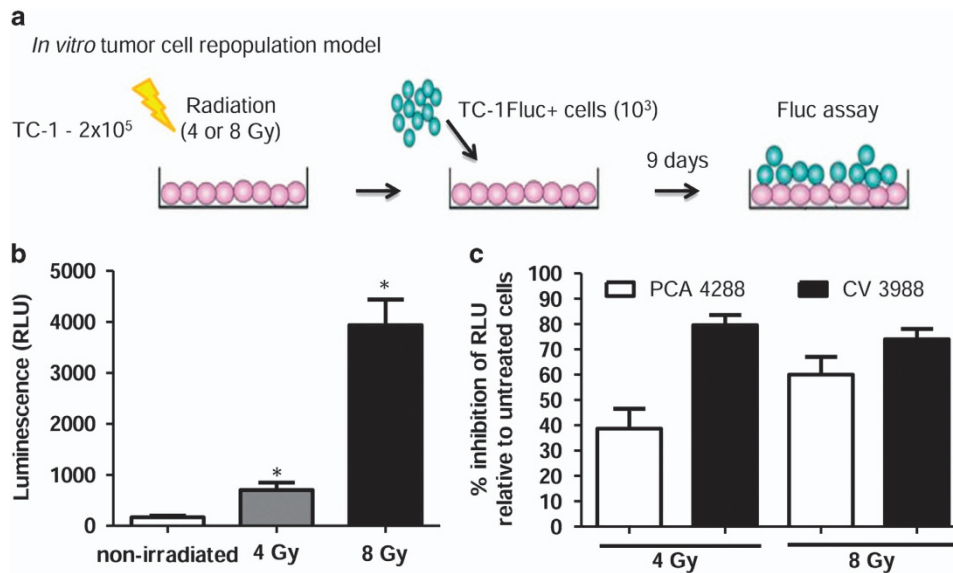 a
In vitro tumor cell repopulation model
TC-1 - 2x10⁵
Radiation
(4 or 8 Gy)
TC-1Fluc+ cells (10³)
9 days
Fluc assay
b
Luminescence (RLU)
5000
4000
3000
2000
1000
0
*
*
non-irradiated
4 Gy
8 Gy
c
% inhibition of RLU
relative to untreated cells
100
90
80
70
60
50
40
30
20
10
0
PCA 4288
CV 3988
4 Gy
8 Gy